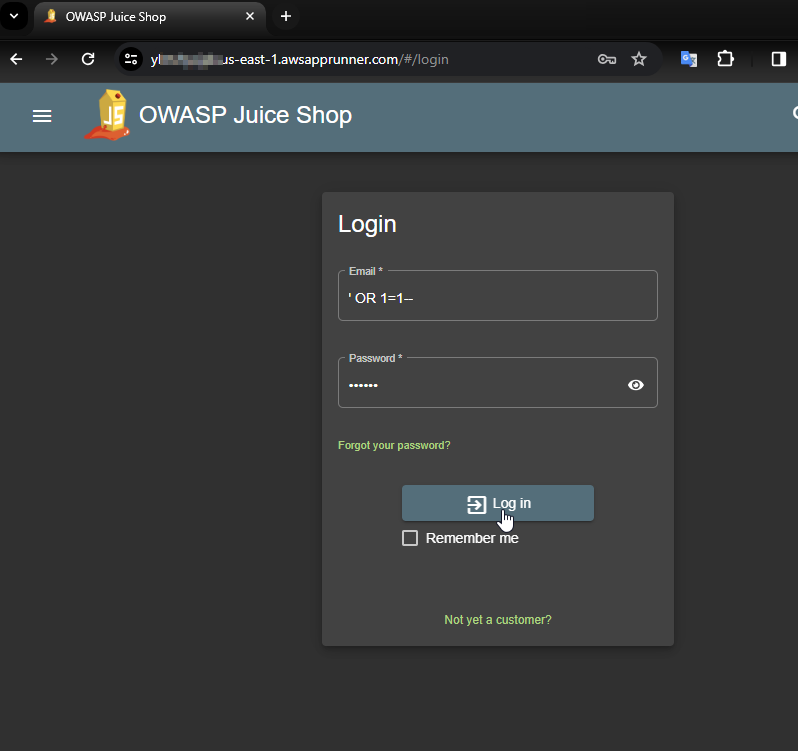 OWASP Juice Shop
us-east-1.awsapprunner.com/#/login
JS
OWASP Juice Shop
Login
Email *
' OR 1=1--
Password *
••••••
Forgot your password?
Log in
Remember me
Not yet a customer?